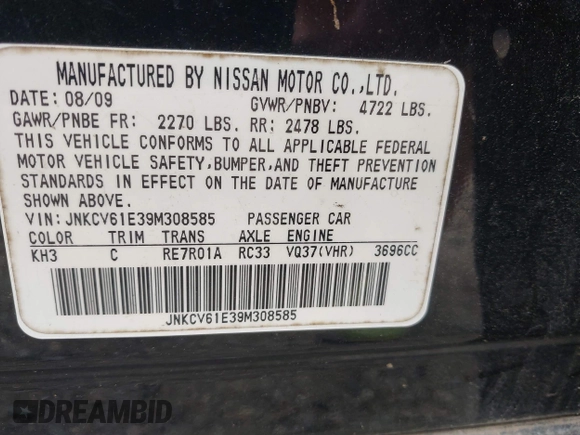 MANUFACTURED BY NISSAN MOTOR CO.,LTD.
DATE: 08/09 GVWR/PNBV: 4722 LBS.
GAWR/PNBE FR: 2270 LBS. RR: 2478 LBS.
THIS VEHICLE CONFORMS TO ALL APPLICABLE FEDERAL
MOTOR VEHICLE SAFETY,BUMPER,AND THEFT PREVENTION
STANDARDS IN EFFECT ON THE DATE OF MANUFACTURE
SHOWN ABOVE.
VIN: JNKCV61E39M308585 PASSENGER CAR
COLOR TRIM TRANS AXLE ENGINE
KH3 C RE7R01A RC33 VQ37(VHR) 3696CC
JNKCV61E39M308585
DREAMBID